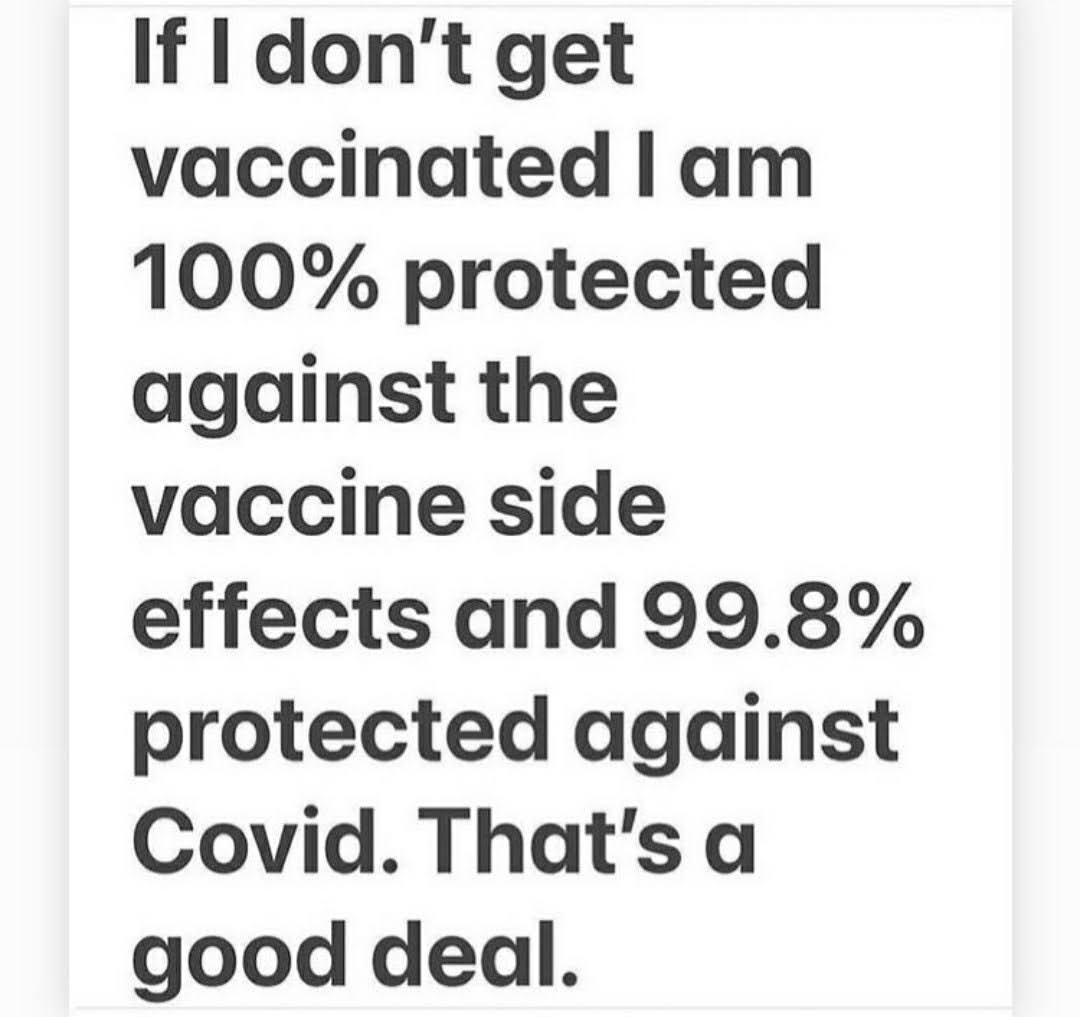 If I don't get
vaccinated I am
100% protected
against the
vaccine side
effects and 99.8%
protected against
Covid. That's a
good deal.